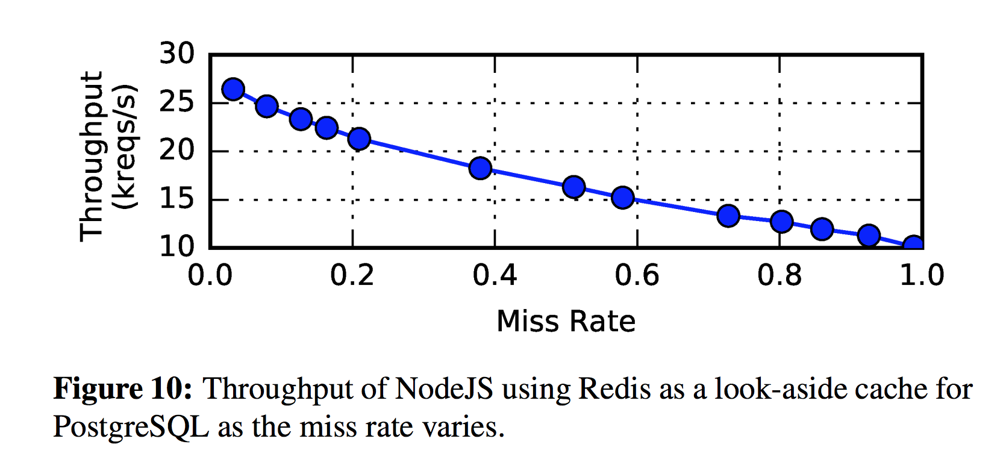 Throughput
(kreqs/s)
30
25
20
15
10
0.0 0.2 0.4 0.6 0.8 1.0
Miss Rate
Figure 10: Throughput of NodeJS using Redis as a look-aside cache for
PostgreSQL as the miss rate varies.